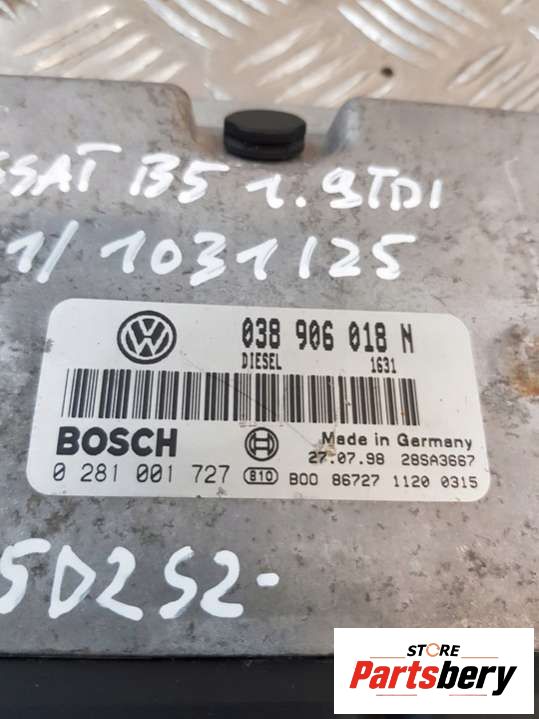 SSAT B5 1.9TDI
1/1031125
038 906 018 N
DIESEL 1631
BOSCH
Made in Germany
27.07.98 28SA3667
0 281 001 727 810 BOO 86727 1120 0315
5D2S2-
STORE
Partsbery